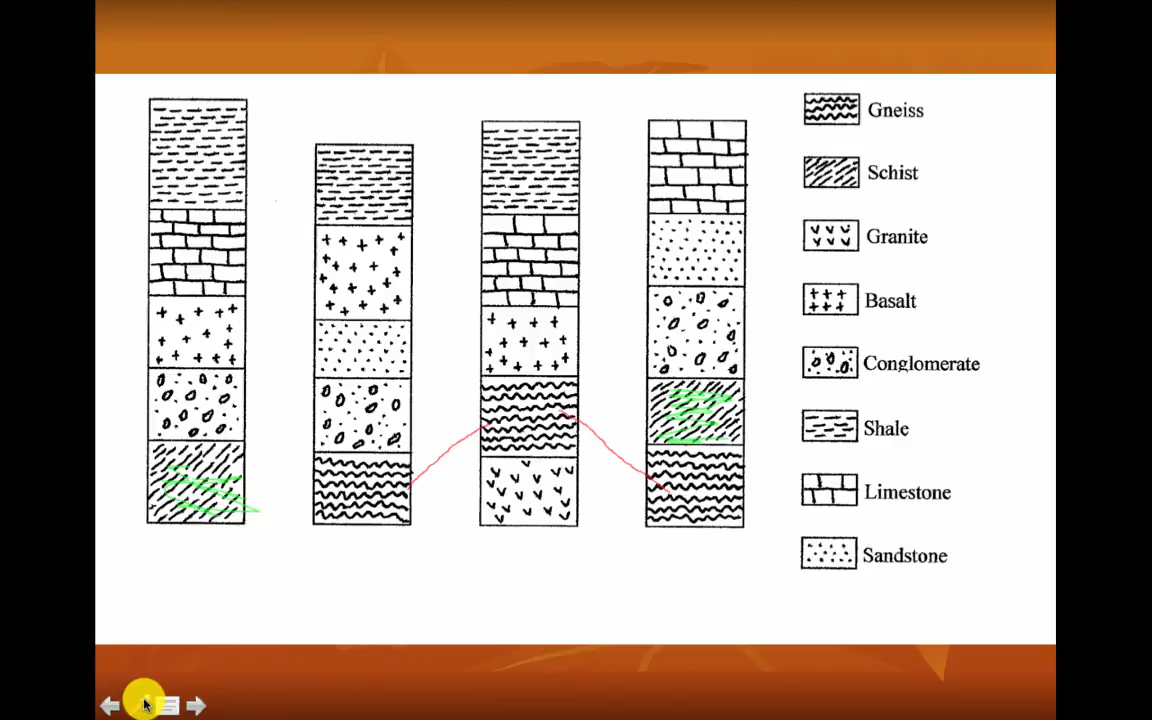 Gneiss
Schist
Granite
Basalt
Conglomerate
Shale
Limestone
Sandstone